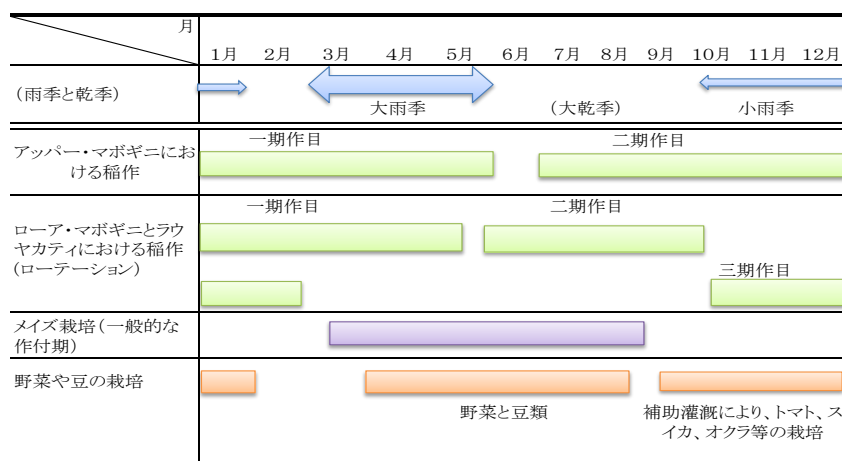 月
1月 2月 3月 4月 5月 6月 7月 8月 9月 10月 11月 12月
(雨季と乾季)
大雨季 (大乾季) 小雨季
アッパー・マボギニにお
ける稲作
一期作目 二期作目
ローア・マボギニとラウ
ヤカティにおける稲作
(ローテーション)
一期作目 二期作目
三期作目
メイズ栽培(一般的な
作付期)
野菜や豆の栽培
野菜と豆類
補助灌漑により、トマト、ス
イカ、オクラ等の栽培